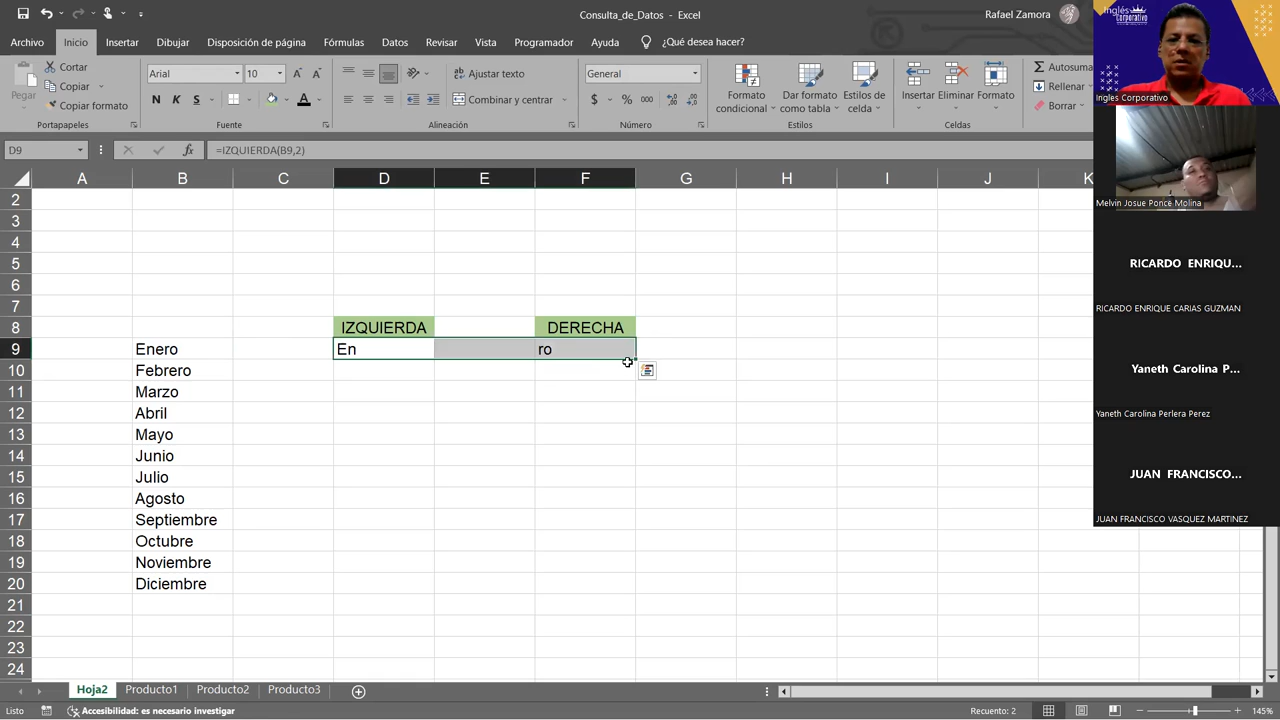 Consulta_de_Datos - Excel
Rafael Zamora
Archivo Inicio Insertar Dibujar Disposición de página Fórmulas Datos Revisar Vista Programador Ayuda ¿Qué desea hacer?
Pegar
Cortar
Copiar
Copiar formato
Portapapeles
Arial 10
N K S
Fuente
Ajustar texto
Combinar y centrar
Alineación
General
$ % 000
Número
Formato condicional
Dar formato como tabla
Estilos de celda
Estilos
Insertar Eliminar Formato
Celdas
Autosuma
Rellenar
Borrar
D9 fx =IZQUIERDA(B9,2)
A B C D E F G H I J K
2
3
4
5
6
7
8 IZQUIERDA DERECHA
9 Enero En ro
10 Febrero
11 Marzo
12 Abril
13 Mayo
14 Junio
15 Julio
16 Agosto
17 Septiembre
18 Octubre
19 Noviembre
20 Diciembre
21
22
23
24
Hoja2 Producto1 Producto2 Producto3
Listo Accesibilidad: es necesario investigar Recuento: 2 145%
Inglés Corporativo
Ingles Corporativo
Melvin Josue Ponce Molina
RICARDO ENRIQU...
RICARDO ENRIQUE CARIAS GUZMAN
Yaneth Carolina P...
Yaneth Carolina Perlera Perez
JUAN FRANCISCO...
JUAN FRANCISCO VASQUEZ MARTINEZ